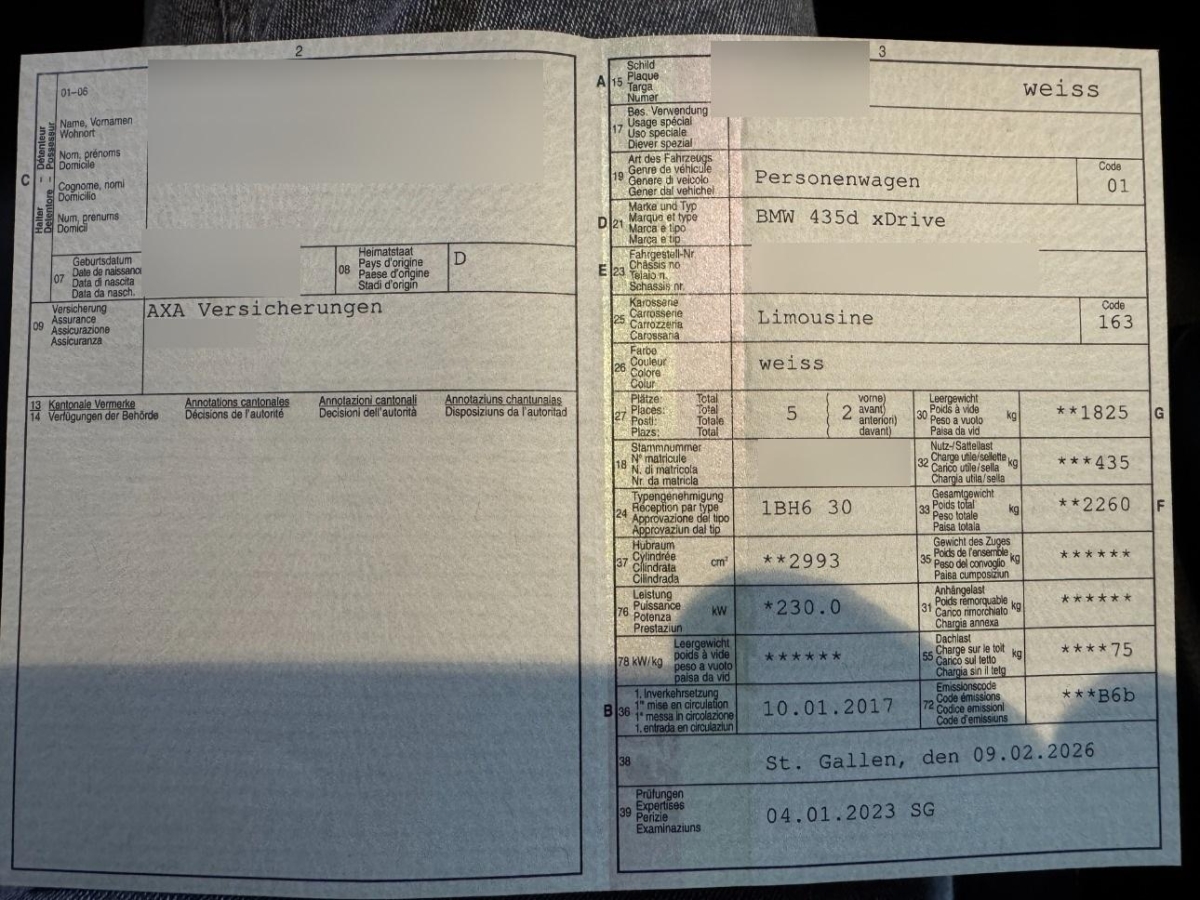 2
C
Halter – Détenteur
Detentore – Possessur
01–06
Name, Vornamen
Wohnort
Nom, prénoms
Domicile
Cognome, nomi
Domicilio
Num, prenums
Domicil
07
Geburtsdatum
Date de naissanc
Data di nascita
Data da nasch.
08
Heimatstaat
Pays d'origine
Paese d'origine
Stadi d'origin
D
09
Versicherung
Assurance
Assicurazione
Assicuranza
AXA Versicherungen
13 Kantonale Vermerke Annotations cantonales Annotazioni cantonali Annotaziuns chantunalas
14 Verfügungen der Behörde Décisions de l'autorité Decisioni dell'autorità Disposiziuns da l'autoritad
3
A 15
Schild
Plaque
Targa
Numer
weiss
17
Bes. Verwendung
Usage spécial
Uso speciale
Diever spezial
19
Art des Fahrzeugs
Genre de véhicule
Genere di veicolo
Gener dal vehichel
Personenwagen
Code
01
D 21
Marke und Typ
Marque et type
Marca e tipo
Marca e tip
BMW 435d xDrive
E 23
Fahrgestell-Nr.
Châssis no
Telaio n.
Schassis nr.
25
Karosserie
Carrosserie
Carrozzeria
Carossaria
Limousine
Code
163
26
Farbe
Couleur
Colore
Colur
weiss
27
Plätze: Total
Places: Total
Posti: Totale
Plazs: Total
5
( 2 vorne)
( avant)
( anteriori)
( davant)
30
Leergewicht
Poids à vide
Peso a vuoto
Paisa da vid
kg
**1825
G
18
Stammnummer
N° matricule
N. di matricola
Nr. da matricla
32
Nutz-/Sattellast
Charge utile/sellette
Carico utile/sella
Chargia utila/sella
kg
***435
24
Typengenehmigung
Réception par type
Approvazione del tipo
Approvaziun dal tip
1BH6 30
33
Gesamtgewicht
Poids total
Peso totale
Paisa totala
kg
**2260
F
37
Hubraum
Cylindrée
Cilindrata
Cilindrada
cm³
**2993
35
Gewicht des Zuges
Poids de l'ensemble
Peso del convoglio
Paisa cumposiziun
kg
******
76
Leistung
Puissance
Potenza
Prestaziun
kW
*230.0
31
Anhängelast
Poids remorquable
Carico rimorchiato
Chargia annexa
kg
******
78 kW/kg
Leergewicht
poids à vide
peso a vuoto
paisa da vid
******
55
Dachlast
Charge sur le toit
Carico sul tetto
Chargia sin il tetg
kg
****75
B 36
1. Inverkehrsetzung
1re mise en circulation
1a messa in circolazione
1. entrada en circulaziun
10.01.2017
72
Emissionscode
Code émissions
Codice emissioni
Code d'emissiuns
***B6b
38
St. Gallen, den 09.02.2026
39
Prüfungen
Expertises
Perizie
Examinaziuns
04.01.2023 SG